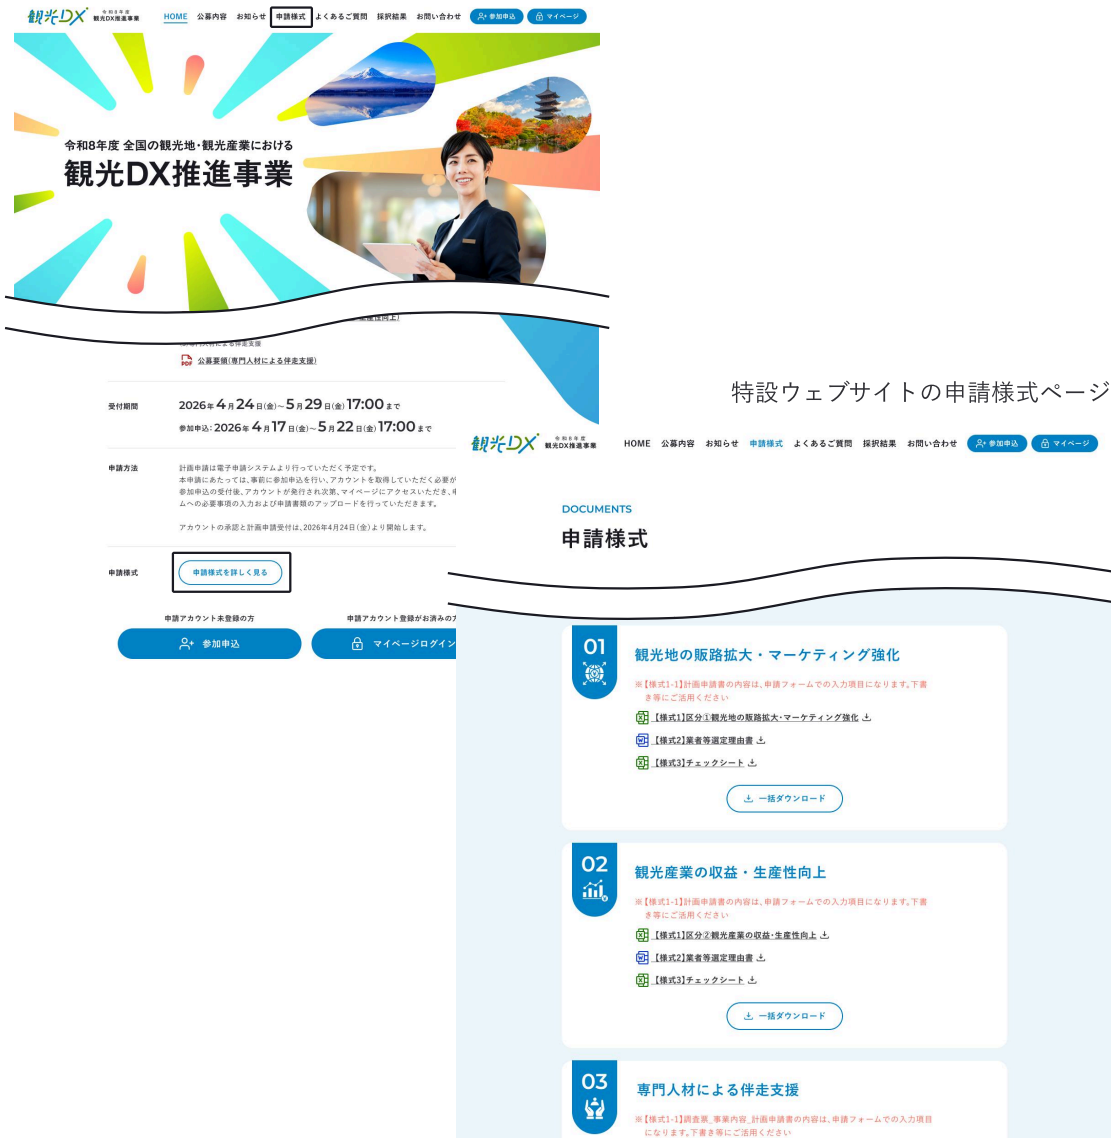 観光DX 令和8年度 観光DX推進事業 HOME 公募内容 お知らせ 申請様式 よくあるご質問 採択結果 お問い合わせ 参加申込 マイページ
令和8年度 全国の観光地・観光産業における
観光DX推進事業
生産性向上)
専門人材による伴走支援
PDF 公募要領(専門人材による伴走支援)
受付期間 2026年4月24日(金)~5月29日(金)17:00まで
参加申込:2026年4月17日(金)~5月22日(金)17:00まで
申請方法 計画申請は電子申請システムより行っていただく予定です。
本申請にあたっては、事前に参加申込を行い、アカウントを取得していただく必要が
参加申込の受付後、アカウントが発行され次第、マイページにアクセスいただき、
ムへの必要事項の入力および申請書類のアップロードを行っていただきます。
アカウントの承認と計画申請受付は、2026年4月24日(金)より開始します。
申請様式 申請様式を詳しく見る
申請アカウント未登録の方 申請アカウント登録がお済みの方
参加申込 マイページログイン
特設ウェブサイトの申請様式ページ
観光DX 令和8年度 観光DX推進事業 HOME 公募内容 お知らせ 申請様式 よくあるご質問 採択結果 お問い合わせ 参加申込 マイページ
DOCUMENTS
申請様式
01
観光地の販路拡大・マーケティング強化
※【様式1-1】計画申請書の内容は、申請フォームでの入力項目になります。下書
き等にご活用ください
【様式1】区分①観光地の販路拡大・マーケティング強化
【様式2】業者等選定理由書
【様式3】チェックシート
一括ダウンロード
02
観光産業の収益・生産性向上
※【様式1-1】計画申請書の内容は、申請フォームでの入力項目になります。下書
き等にご活用ください
【様式1】区分②観光産業の収益・生産性向上
【様式2】業者等選定理由書
【様式3】チェックシート
一括ダウンロード
03
専門人材による伴走支援
※【様式1-1】調査票_事業内容_計画申請書の内容は、申請フォームでの入力項目
になります。下書き等にご活用ください